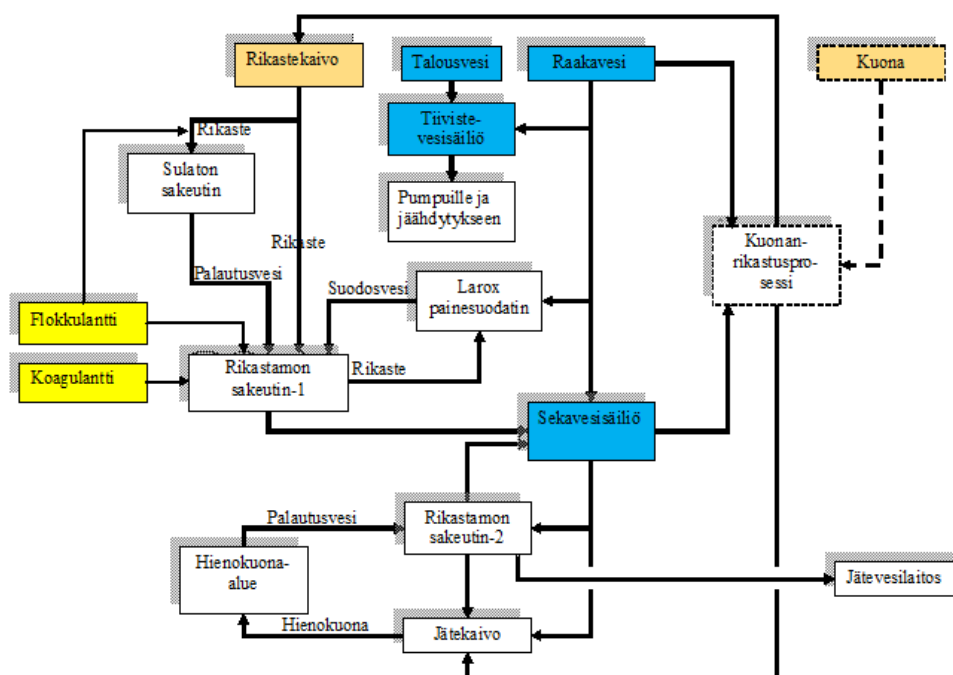 Rikastekaivo
Talousvesi
Raakavesi
Kuona
Tiiviste-
vesisäiliö
Rikaste
Sulaton
sakeutin
Pumpuille ja
jäähdytykseen
Rikaste
Kuonan-
rikastuspro-
sessi
Palautusvesi
Suodosvesi
Larox
painesuodatin
Flokkulantti
Rikastamon
sakeutin-1
Rikaste
Koagulantti
Sekavesisäiliö
Palautusvesi
Rikastamon
sakeutin-2
Hienokuona-
alue
Jätevesilaitos
Hienokuona
Jätekaivo